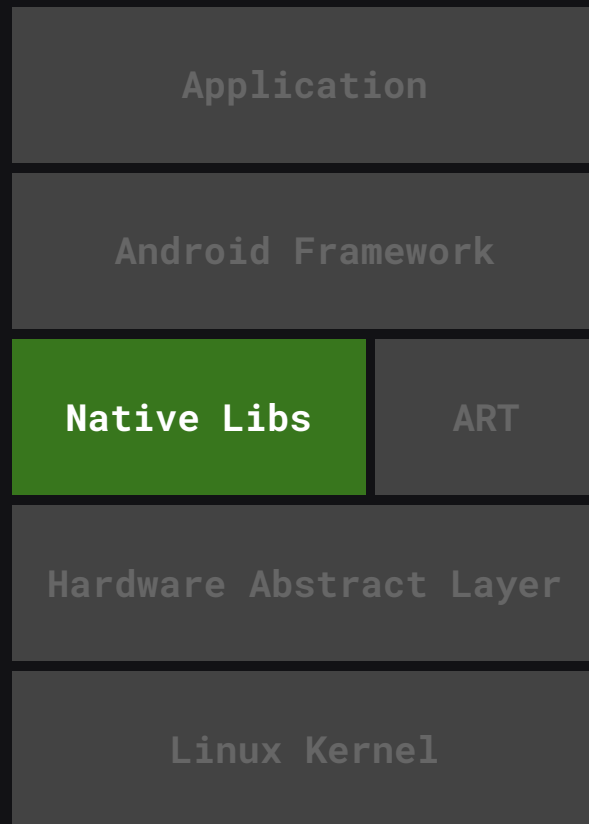 Application
Android Framework
Native Libs
ART
Hardware Abstract Layer
Linux Kernel